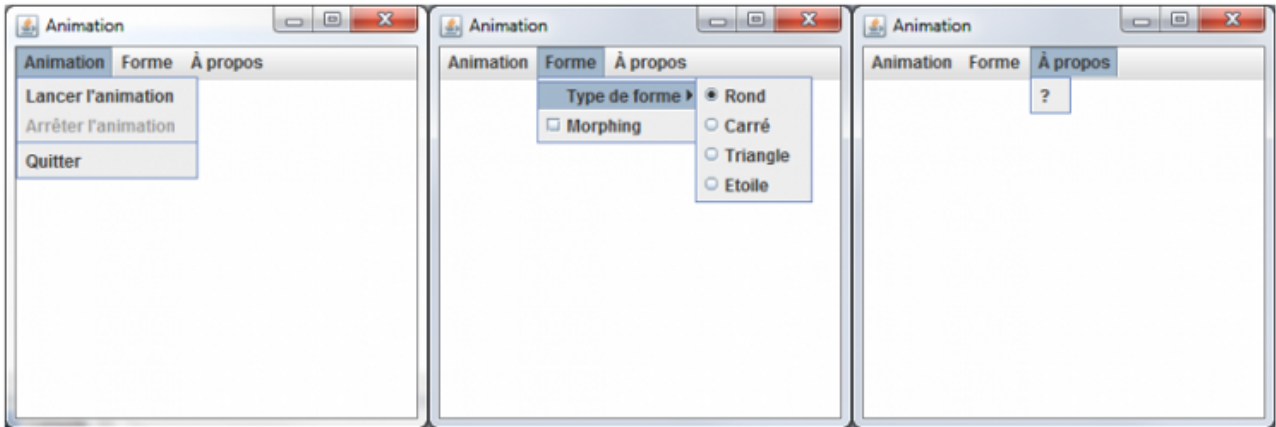 Animation
Animation Forme À propos
Lancer l'animation
Arrêter l'animation
Quitter
Animation
Animation Forme À propos
Type de forme
Morphing
Rond
Carré
Triangle
Etoile
Animation
Animation Forme À propos
?